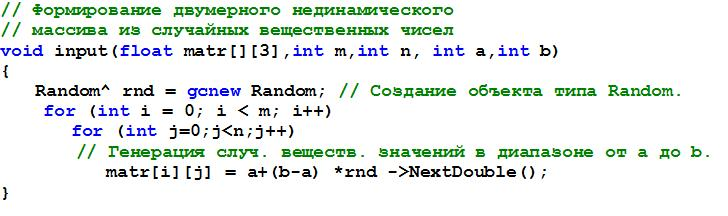 // Формирование двумерного нединамического
// массива из случайных вещественных чисел
void input(float matr[][3],int m,int n, int a,int b)
{
Random^ rnd = gcnew Random; // Создание объекта типа Random.
for (int i = 0; i < m; i++)
for (int j=0;j<n;j++)
// Генерация случ. веществ. значений в диапазоне от a до b.
matr[i][j] = a+(b-a) *rnd ->NextDouble();
}